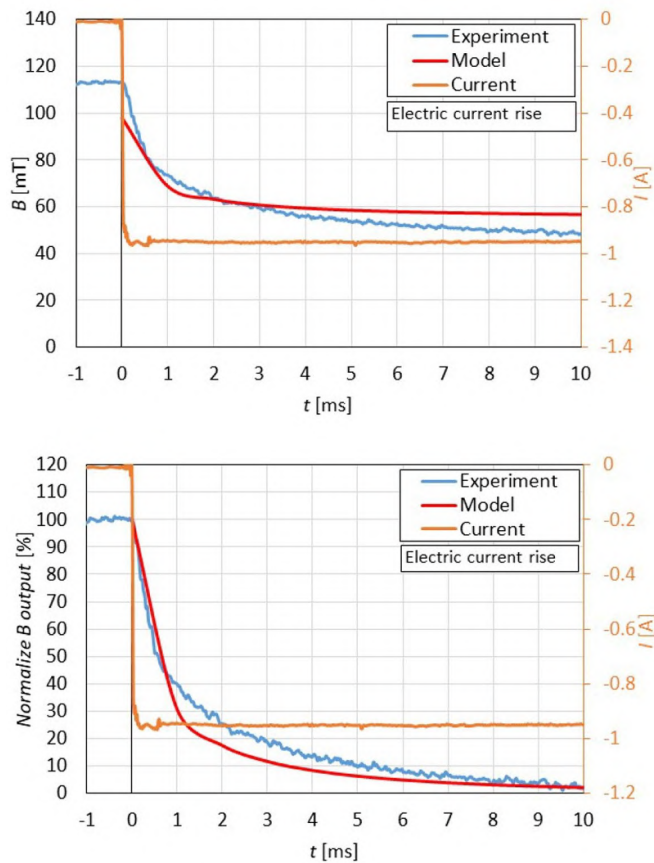 140
120
100
80
60
40
20
0
B [mT]
0
-0.2
-0.4
-0.6
-0.8
-1
-1.2
-1.4
I [A]
Experiment
Model
Current
Electric current rise
-1 0 1 2 3 4 5 6 7 8 9 10
t [ms]
120
110
100
90
80
70
60
50
40
30
20
10
0
Normalize B output [%]
0
-0.2
-0.4
-0.6
-0.8
-1
-1.2
I [A]
Experiment
Model
Current
Electric current rise
-1 0 1 2 3 4 5 6 7 8 9 10
t [ms]